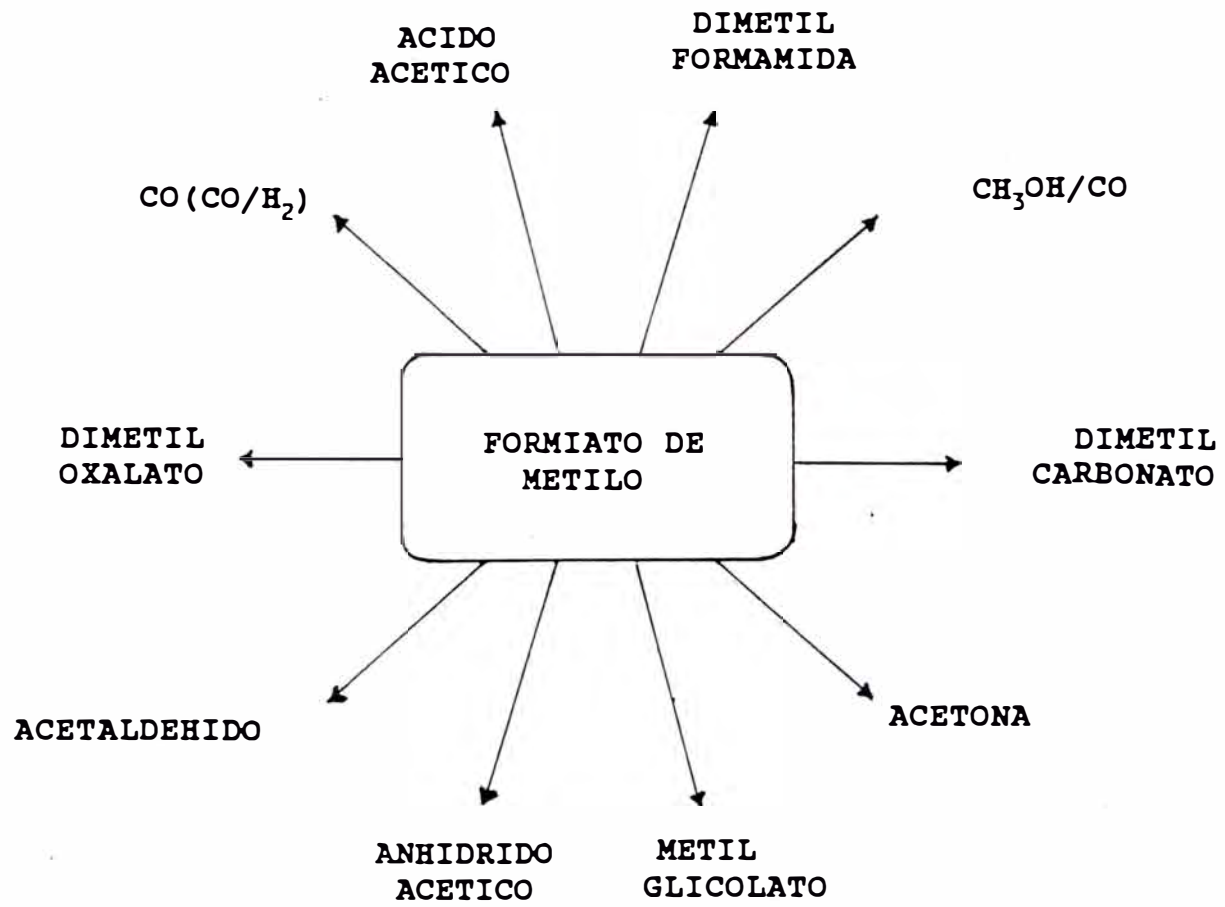 ACIDO
ACETICO
DIMETIL
FORMAMIDA
CO(CO/H₂)
CH₃OH/CO
DIMETIL
OXALATO
FORMIATO DE
METILO
DIMETIL
CARBONATO
ACETALDEHIDO
ACETONA
ANHIDRIDO
ACETICO
METIL
GLICOLATO